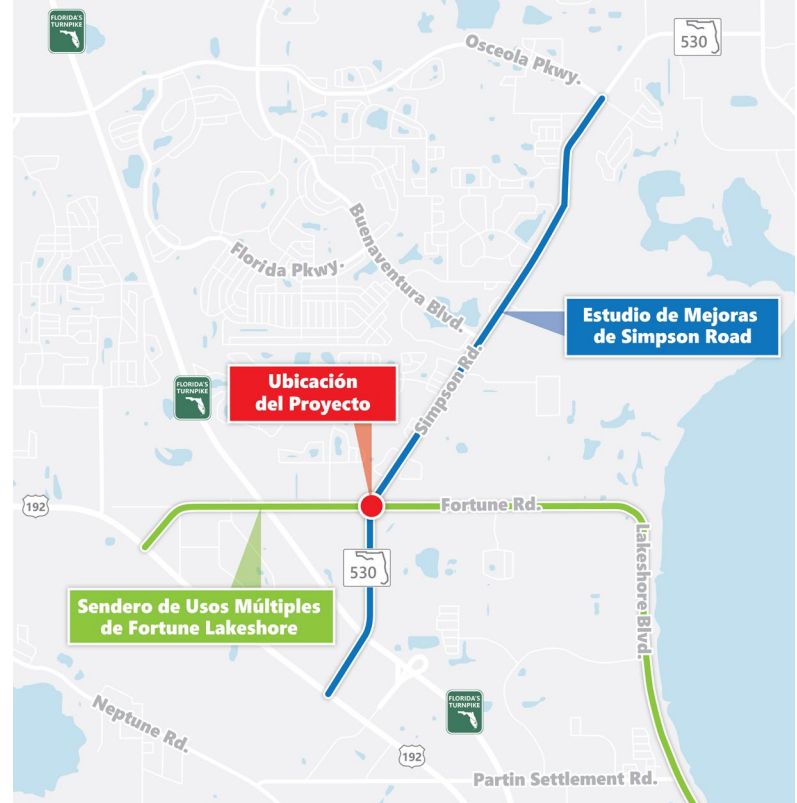 FLORIDA'S
TURNPIKE
530
Osceola Pkwy.
Buenaventura Blvd.
Florida Pkwy.
Estudio de Mejoras
de Simpson Road
Simpson Rd.
Ubicación
del Proyecto
FLORIDA'S
TURNPIKE
192
Fortune Rd.
Lakeshore Blvd.
530
Sendero de Usos Múltiples
de Fortune Lakeshore
Neptune Rd.
FLORIDA'S
TURNPIKE
192
Partin Settlement Rd.